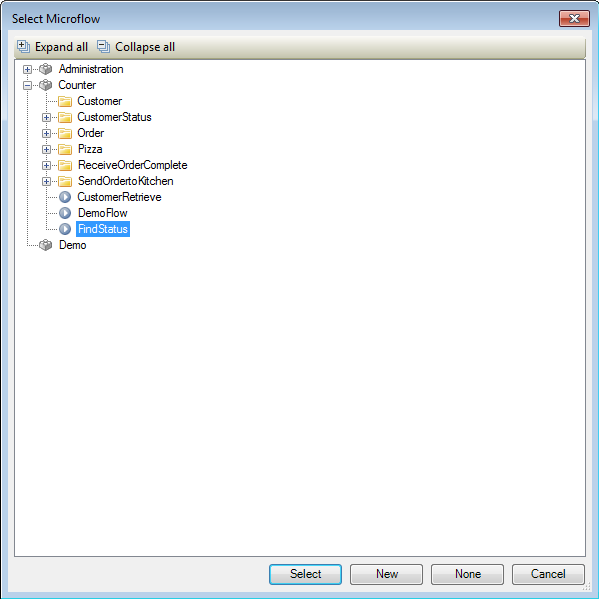 Select Microflow
Expand all Collapse all
Administration
Counter
Customer
CustomerStatus
Order
Pizza
ReceiveOrderComplete
SendOrdertoKitchen
CustomerRetrieve
DemoFlow
FindStatus
Demo
Select New None Cancel